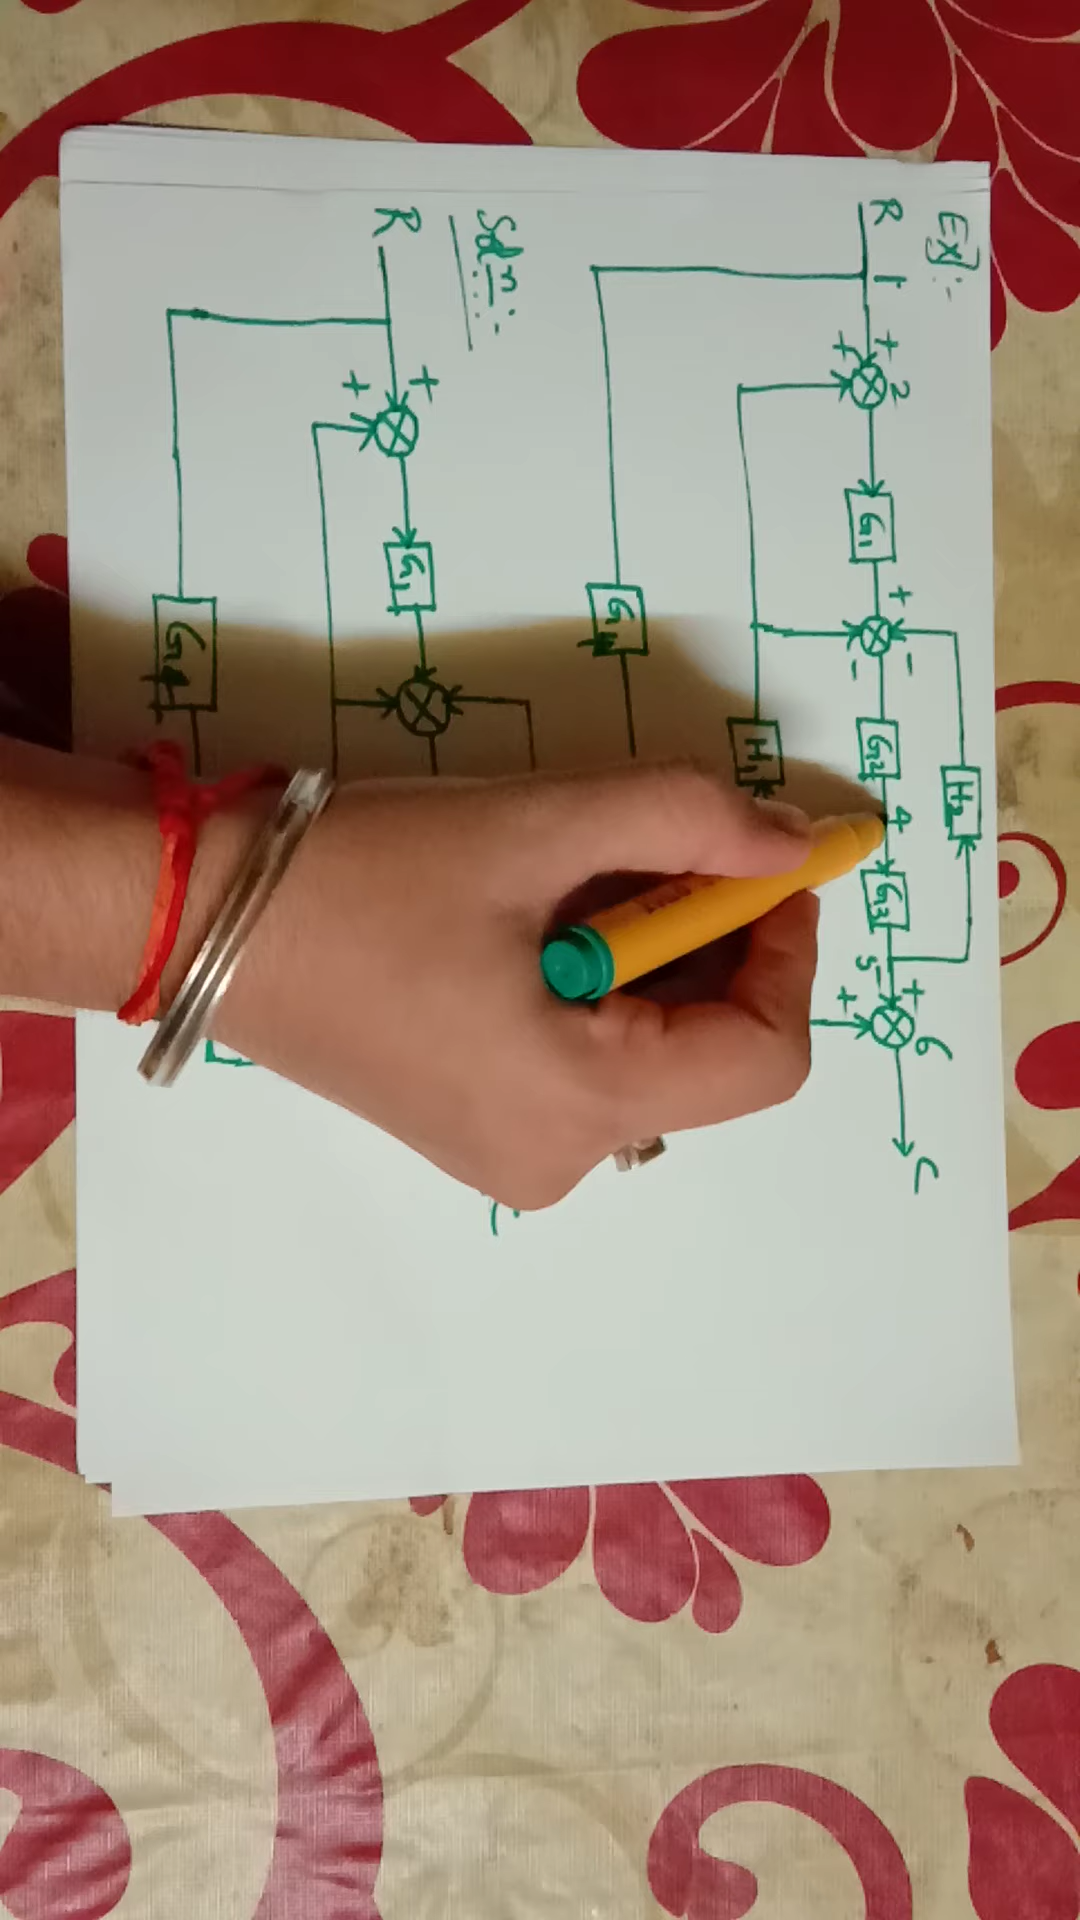 Ex:-
H2
R 1 + 2 G1 + - G2 4 G3 5 + 6 C
+ - +
H1
G4
Soln:-
R + G1
+
G4